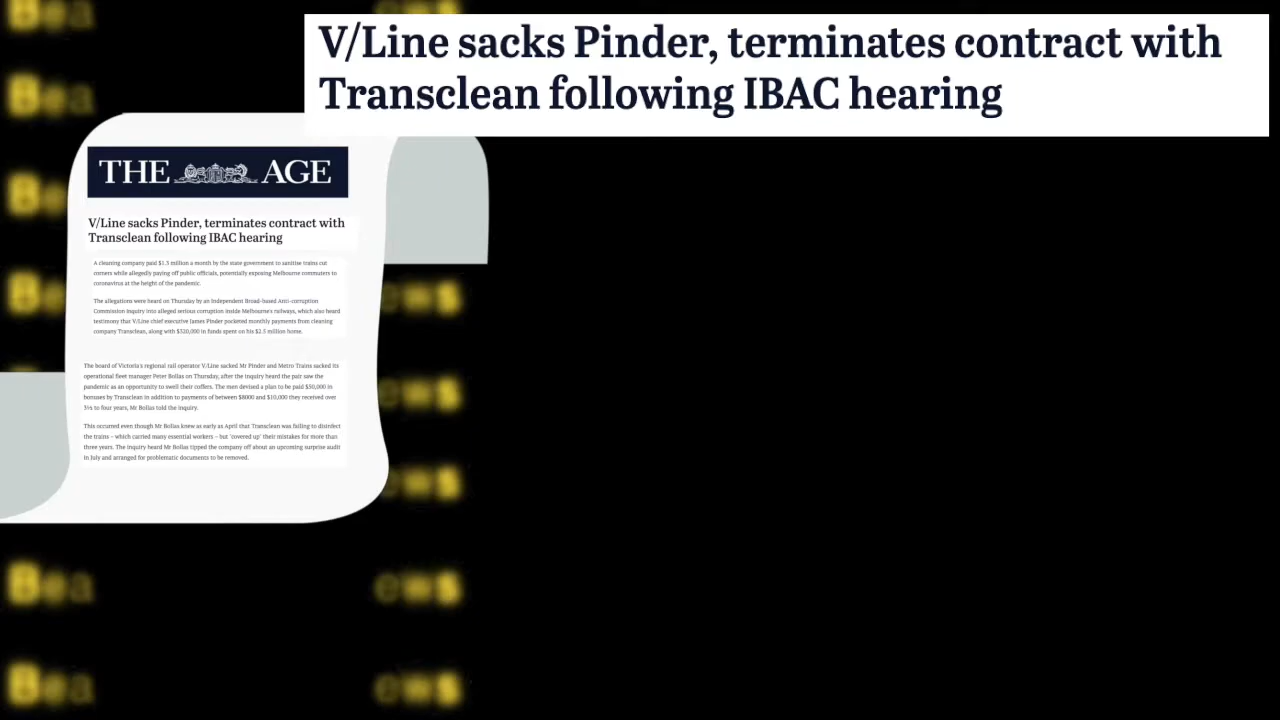 V/Line sacks Pinder, terminates contract with
Transclean following IBAC hearing
THE AGE
V/Line sacks Pinder, terminates contract with
Transclean following IBAC hearing
A cleaning company paid $1.3 million a month by the state government to sanitise trains cut
corners while allegedly paying off public officials, potentially exposing Melbourne commuters to
coronavirus at the height of the pandemic.
The allegations were heard on Thursday by an Independent Broad-based Anti-corruption
Commission inquiry into alleged serious corruption inside Melbourne's railways, which also heard
testimony that V/Line chief executive James Pinder pocketed monthly payments from cleaning
company Transclean, along with $320,000 in funds spent on his $2.5 million home.
The board of Victoria's regional rail operator V/Line sacked Mr Pinder and Metro Trains sacked its
operational fleet manager Peter Bollas on Thursday, after the inquiry heard the pair saw the
pandemic as an opportunity to swell their coffers. The men devised a plan to be paid $50,000 in
bonuses by Transclean in addition to payments of between $8000 and $10,000 they received over
3½ to four years, Mr Bollas told the inquiry.
This occurred even though Mr Bollas knew as early as April that Transclean was failing to disinfect
the trains – which carried many essential workers – but 'covered up' their mistakes for more than
three years. The inquiry heard Mr Bollas tipped the company off about an upcoming surprise audit
in July and arranged for problematic documents to be removed.